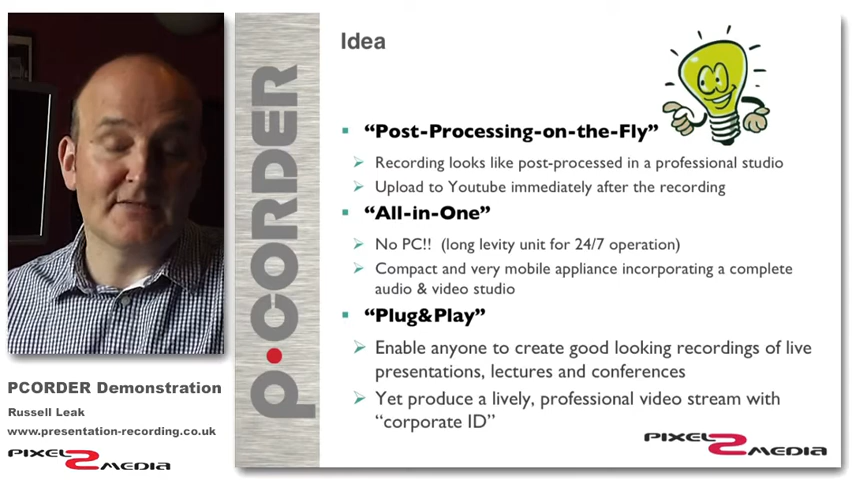 Idea
"Post-Processing-on-the-Fly"
Recording looks like post-processed in a professional studio
Upload to Youtube immediately after the recording
"All-in-One"
No PC!! (long levity unit for 24/7 operation)
Compact and very mobile appliance incorporating a complete
audio & video studio
"Plug&Play"
Enable anyone to create good looking recordings of live
presentations, lectures and conferences
Yet produce a lively, professional video stream with
"corporate ID"
PIXEL2MEDIA
p•CORDER
PCORDER Demonstration
Russell Leak
www.presentation-recording.co.uk
PIXEL2MEDIA